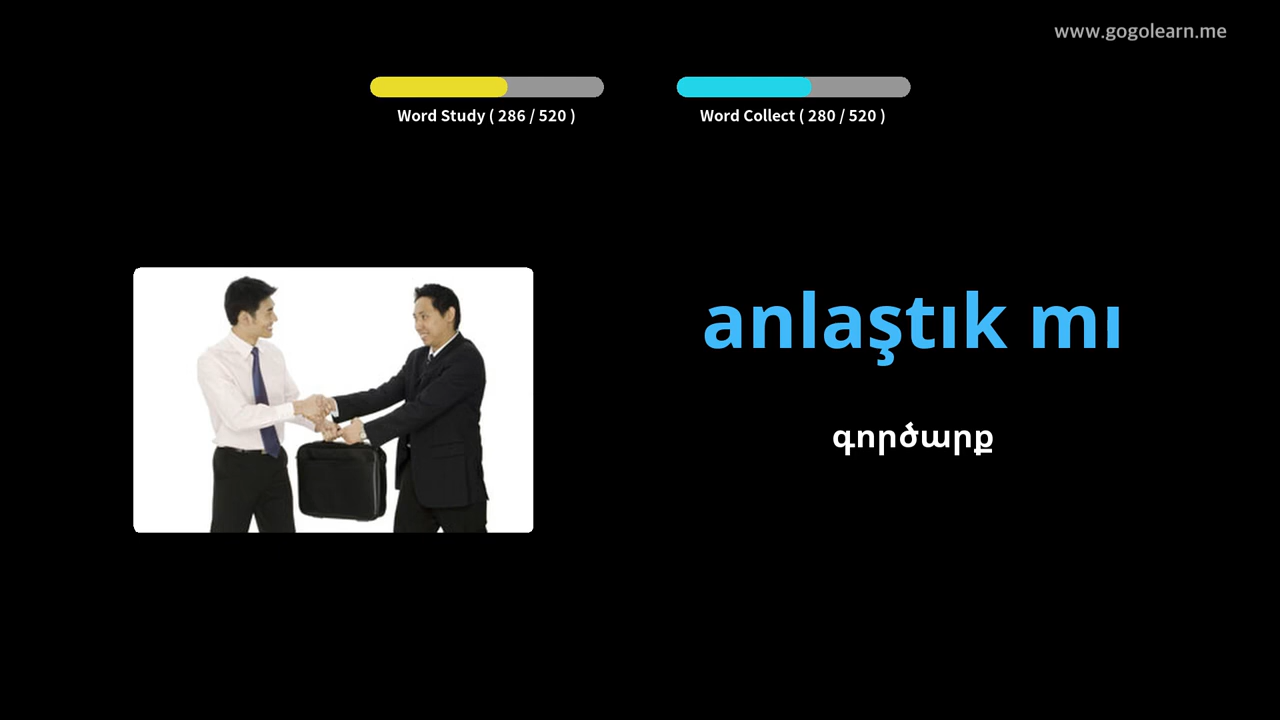 www.gogolearn.me
Word Study ( 286 / 520 )
Word Collect ( 280 / 520 )
anlaştık mı
գործարք